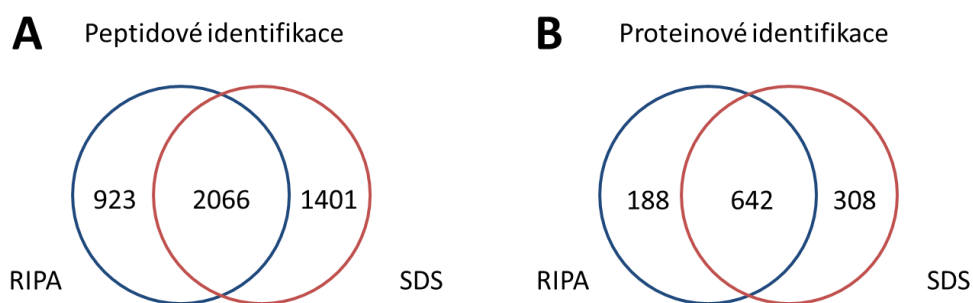 A Peptidové identifikace
923 2066 1401
RIPA SDS
B Proteinové identifikace
188 642 308
RIPA SDS